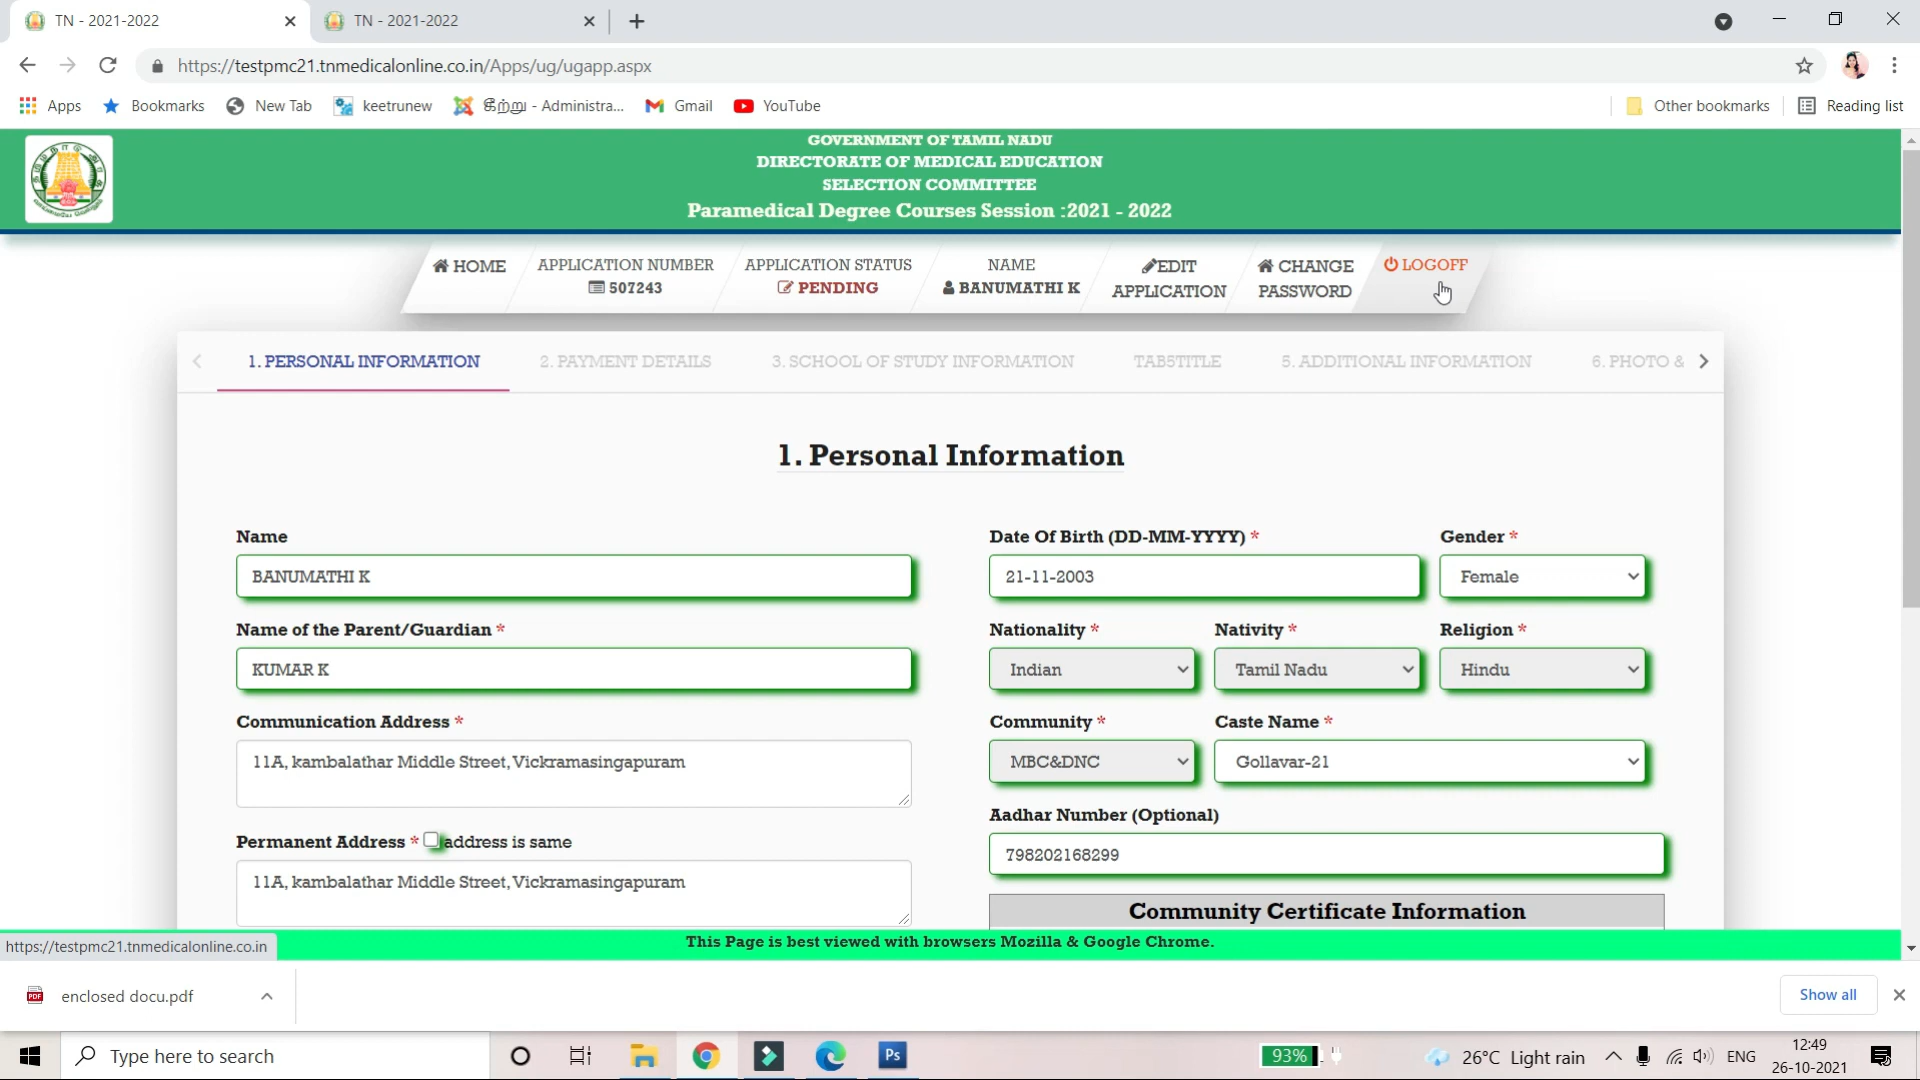 TN - 2021-2022
TN - 2021-2022
https://testpmc21.tnmedicalonline.co.in/Apps/ug/ugapp.aspx
Apps
Bookmarks
New Tab
keetrunew
கீற்று - Administra...
Gmail
YouTube
Other bookmarks
Reading list
GOVERNMENT OF TAMIL NADU
DIRECTORATE OF MEDICAL EDUCATION
SELECTION COMMITTEE
Paramedical Degree Courses Session :2021 - 2022
HOME
APPLICATION NUMBER
507243
APPLICATION STATUS
PENDING
NAME
BANUMATHI K
EDIT
APPLICATION
CHANGE
PASSWORD
LOGOFF
1. PERSONAL INFORMATION
2. PAYMENT DETAILS
3. SCHOOL OF STUDY INFORMATION
TAB5TITLE
5. ADDITIONAL INFORMATION
6. PHOTO &
1. Personal Information
Name
BANUMATHI K
Date Of Birth (DD-MM-YYYY) *
21-11-2003
Gender *
Female
Name of the Parent/Guardian *
KUMAR K
Nationality *
Indian
Nativity *
Tamil Nadu
Religion *
Hindu
Communication Address *
11A, kambalathar Middle Street,Vickramasingapuram
Community *
MBC&DNC
Caste Name *
Gollavar-21
Permanent Address * address is same
11A, kambalathar Middle Street,Vickramasingapuram
Aadhar Number (Optional)
798202168299
Community Certificate Information
https://testpmc21.tnmedicalonline.co.in
This Page is best viewed with browsers Mozilla & Google Chrome.
PDF
enclosed docu.pdf
Show all
Type here to search
Ps
93%
26°C Light rain
ENG
12:49
26-10-2021